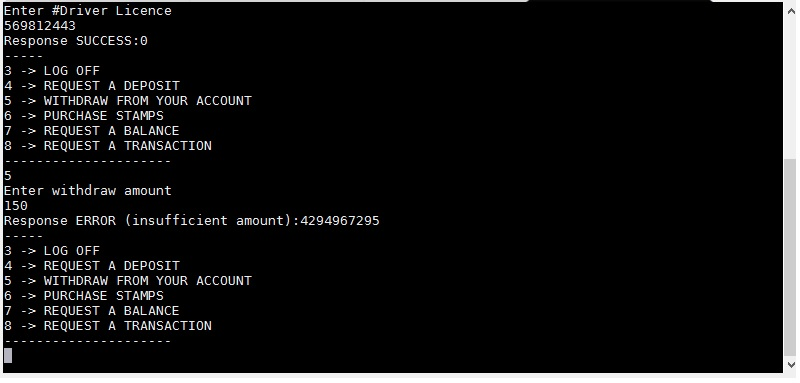 Enter #Driver Licence
569812443
Response SUCCESS:0
-----
3 -> LOG OFF
4 -> REQUEST A DEPOSIT
5 -> WITHDRAW FROM YOUR ACCOUNT
6 -> PURCHASE STAMPS
7 -> REQUEST A BALANCE
8 -> REQUEST A TRANSACTION
---------------------
5
Enter withdraw amount
150
Response ERROR (insufficient amount):4294967295
-----
3 -> LOG OFF
4 -> REQUEST A DEPOSIT
5 -> WITHDRAW FROM YOUR ACCOUNT
6 -> PURCHASE STAMPS
7 -> REQUEST A BALANCE
8 -> REQUEST A TRANSACTION
---------------------